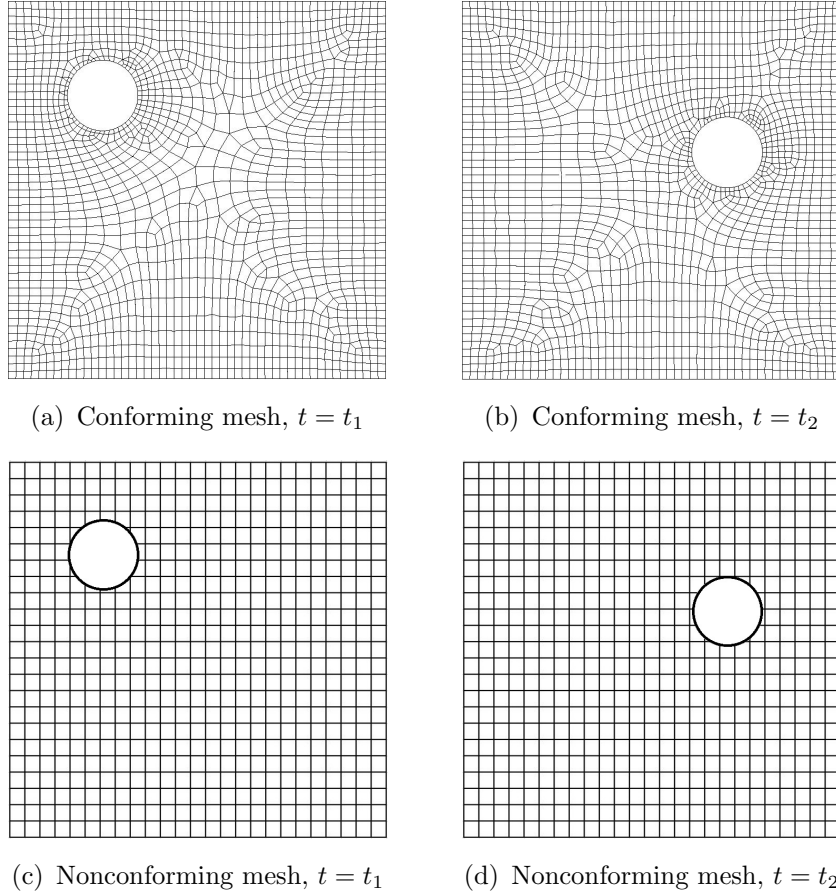 (a) Conforming mesh, t = t₁
(b) Conforming mesh, t = t₂
(c) Nonconforming mesh, t = t₁
(d) Nonconforming mesh, t = t₂